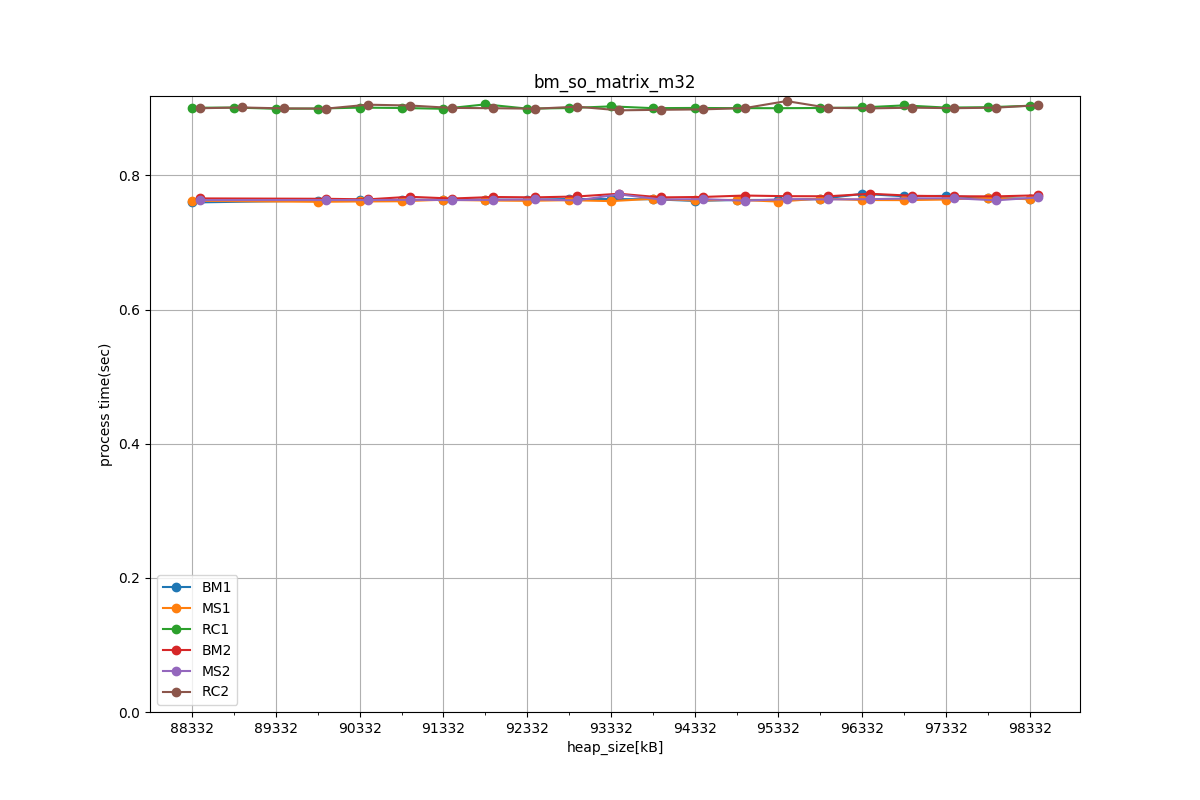 bm_so_matrix_m32
process time(sec)
0.8
0.6
0.4
0.2
0.0
BM1
MS1
RC1
BM2
MS2
RC2
88332 89332 90332 91332 92332 93332 94332 95332 96332 97332 98332
heap_size[kB]